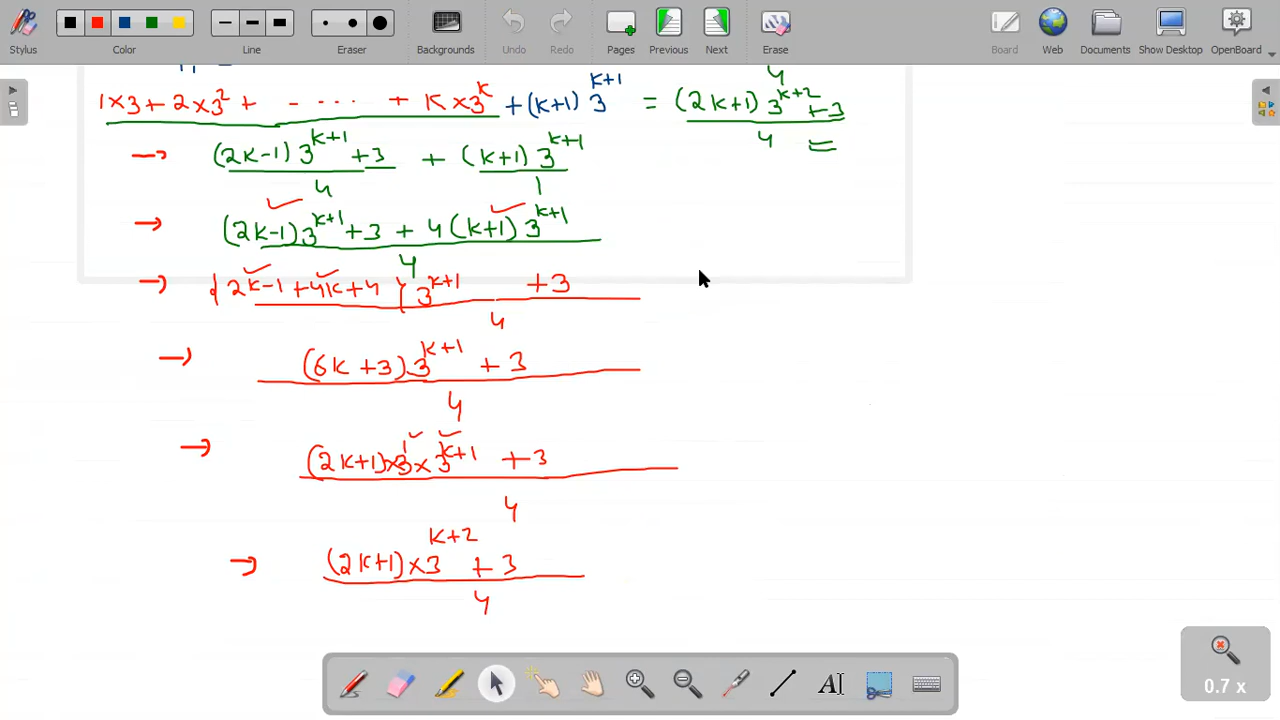 Stylus Color Line Eraser Backgrounds Undo Redo Pages Previous Next Erase Board Web Documents Show Desktop OpenBoard
4
1×3 + 2×3² + - ···· + k×3^k + (k+1) 3^{k+1} = (2k+1) 3^{k+2} + 3
4
→ (2k-1) 3^{k+1} + 3 + (k+1) 3^{k+1}
4 1
→ (2k-1) 3^{k+1} + 3 + 4 (k+1) 3^{k+1}
4
→ {2k-1 + 4k + 4} 3^{k+1} + 3
4
→ (6k + 3) 3^{k+1} + 3
4
→ (2k+1) × 3^1 × 3^{k+1} + 3
4
→ (2k+1) × 3^{k+2} + 3
4
0.7 x